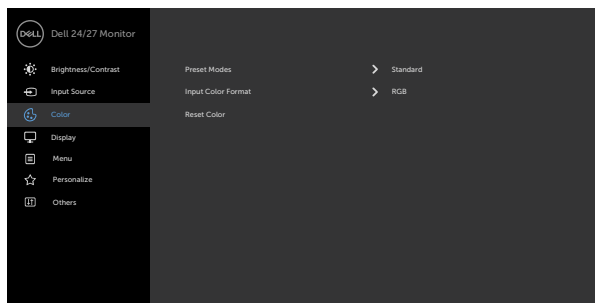 DELL Dell 24/27 Monitor
Brightness/Contrast
Input Source
Color
Display
Menu
Personalize
Others
Preset Modes Standard
Input Color Format RGB
Reset Color